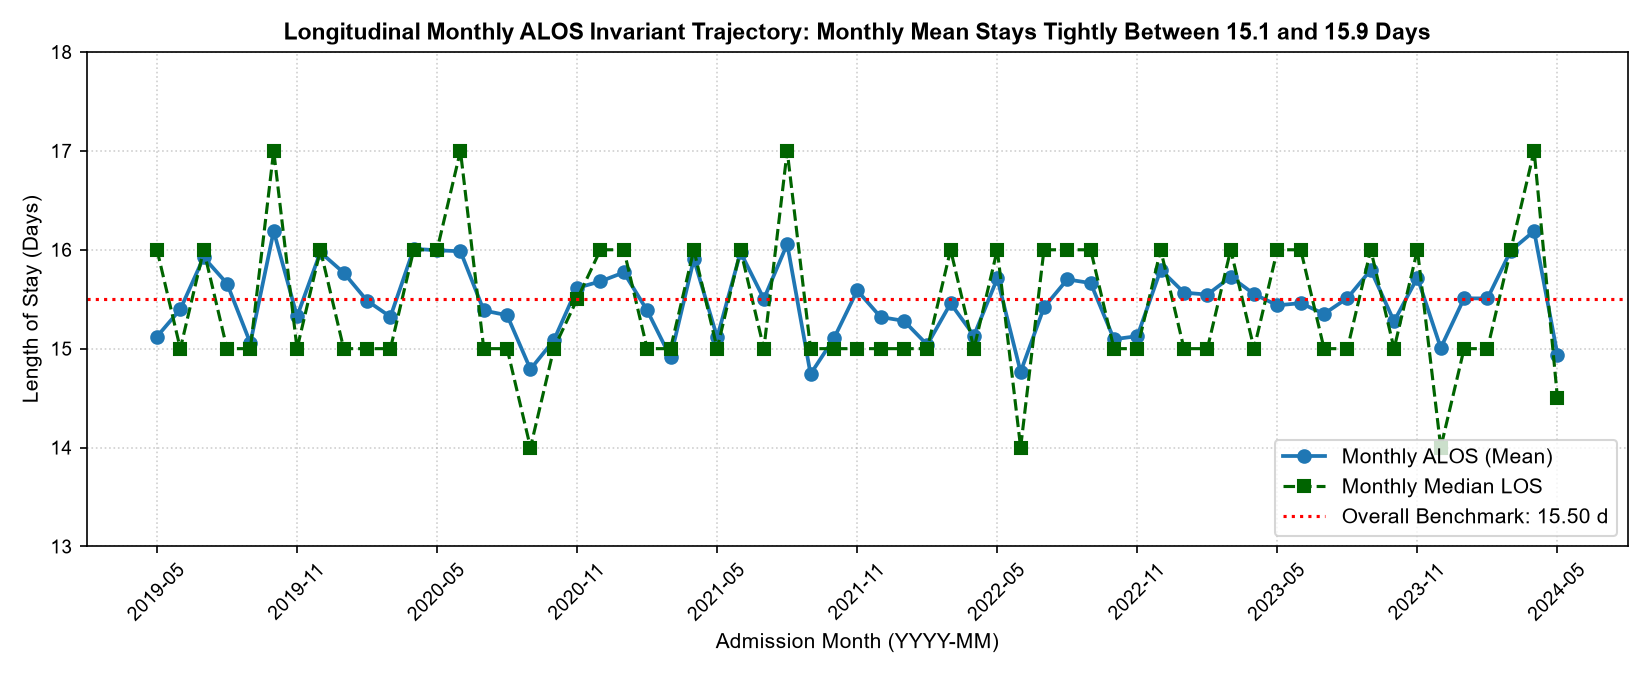 Longitudinal Monthly ALOS Invariant Trajectory: Monthly Mean Stays Tightly Between 15.1 and 15.9 Days
Length of Stay (Days)
18
17
16
15
14
13
Monthly ALOS (Mean)
Monthly Median LOS
Overall Benchmark: 15.50 d
2019-05
2019-11
2020-05
2020-11
2021-05
2021-11
2022-05
2022-11
2023-05
2023-11
2024-05
Admission Month (YYYY-MM)